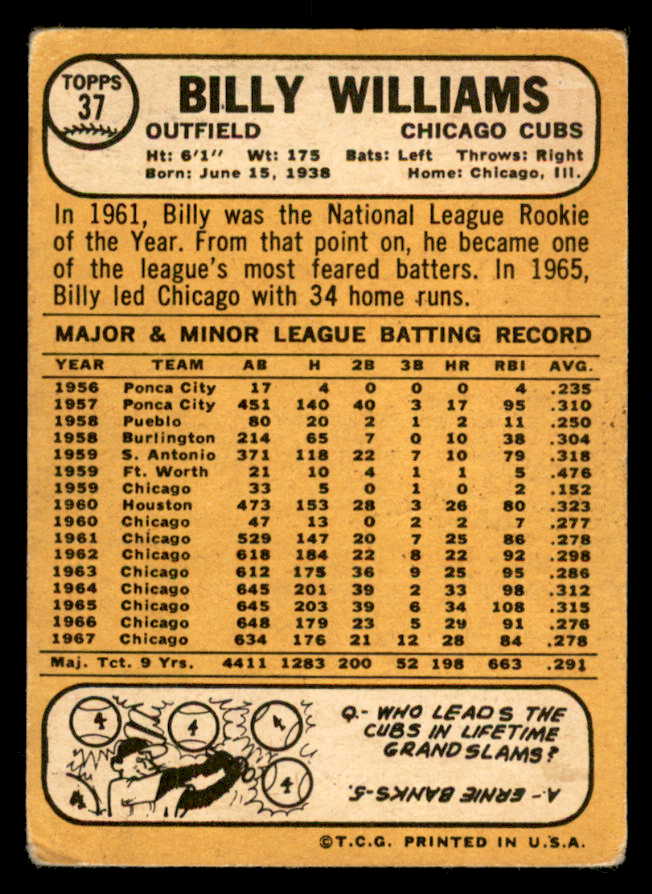 TOPPS
37
BILLY WILLIAMS
OUTFIELD CHICAGO CUBS
Ht: 6'1" Wt: 175 Bats: Left Throws: Right
Born: June 15, 1938 Home: Chicago, Ill.
In 1961, Billy was the National League Rookie
of the Year. From that point on, he became one
of the league's most feared batters. In 1965,
Billy led Chicago with 34 home runs.
MAJOR & MINOR LEAGUE BATTING RECORD
YEAR TEAM AB H 2B 3B HR RBI AVG.
1956 Ponca City 17 4 0 0 0 4 .235
1957 Ponca City 451 140 40 3 17 95 .310
1958 Pueblo 80 20 2 1 2 11 .250
1958 Burlington 214 65 7 0 10 38 .304
1959 S. Antonio 371 118 22 7 10 79 .318
1959 Ft. Worth 21 10 4 1 1 5 .476
1959 Chicago 33 5 0 1 0 2 .152
1960 Houston 473 153 28 3 26 80 .323
1960 Chicago 47 13 0 2 2 7 .277
1961 Chicago 529 147 20 7 25 86 .278
1962 Chicago 618 184 22 8 22 92 .298
1963 Chicago 612 175 36 9 25 95 .286
1964 Chicago 645 201 39 2 33 98 .312
1965 Chicago 645 203 39 6 34 108 .315
1966 Chicago 648 179 23 5 29 91 .276
1967 Chicago 634 176 21 12 28 84 .278
Maj. Tct. 9 Yrs. 4411 1283 200 52 198 663 .291
4 4 4 4 4
Q.- WHO LEADS THE
CUBS IN LIFETIME
GRAND SLAMS?
A.- ERNIE BANKS-5.
©T.C.G. PRINTED IN U.S.A.